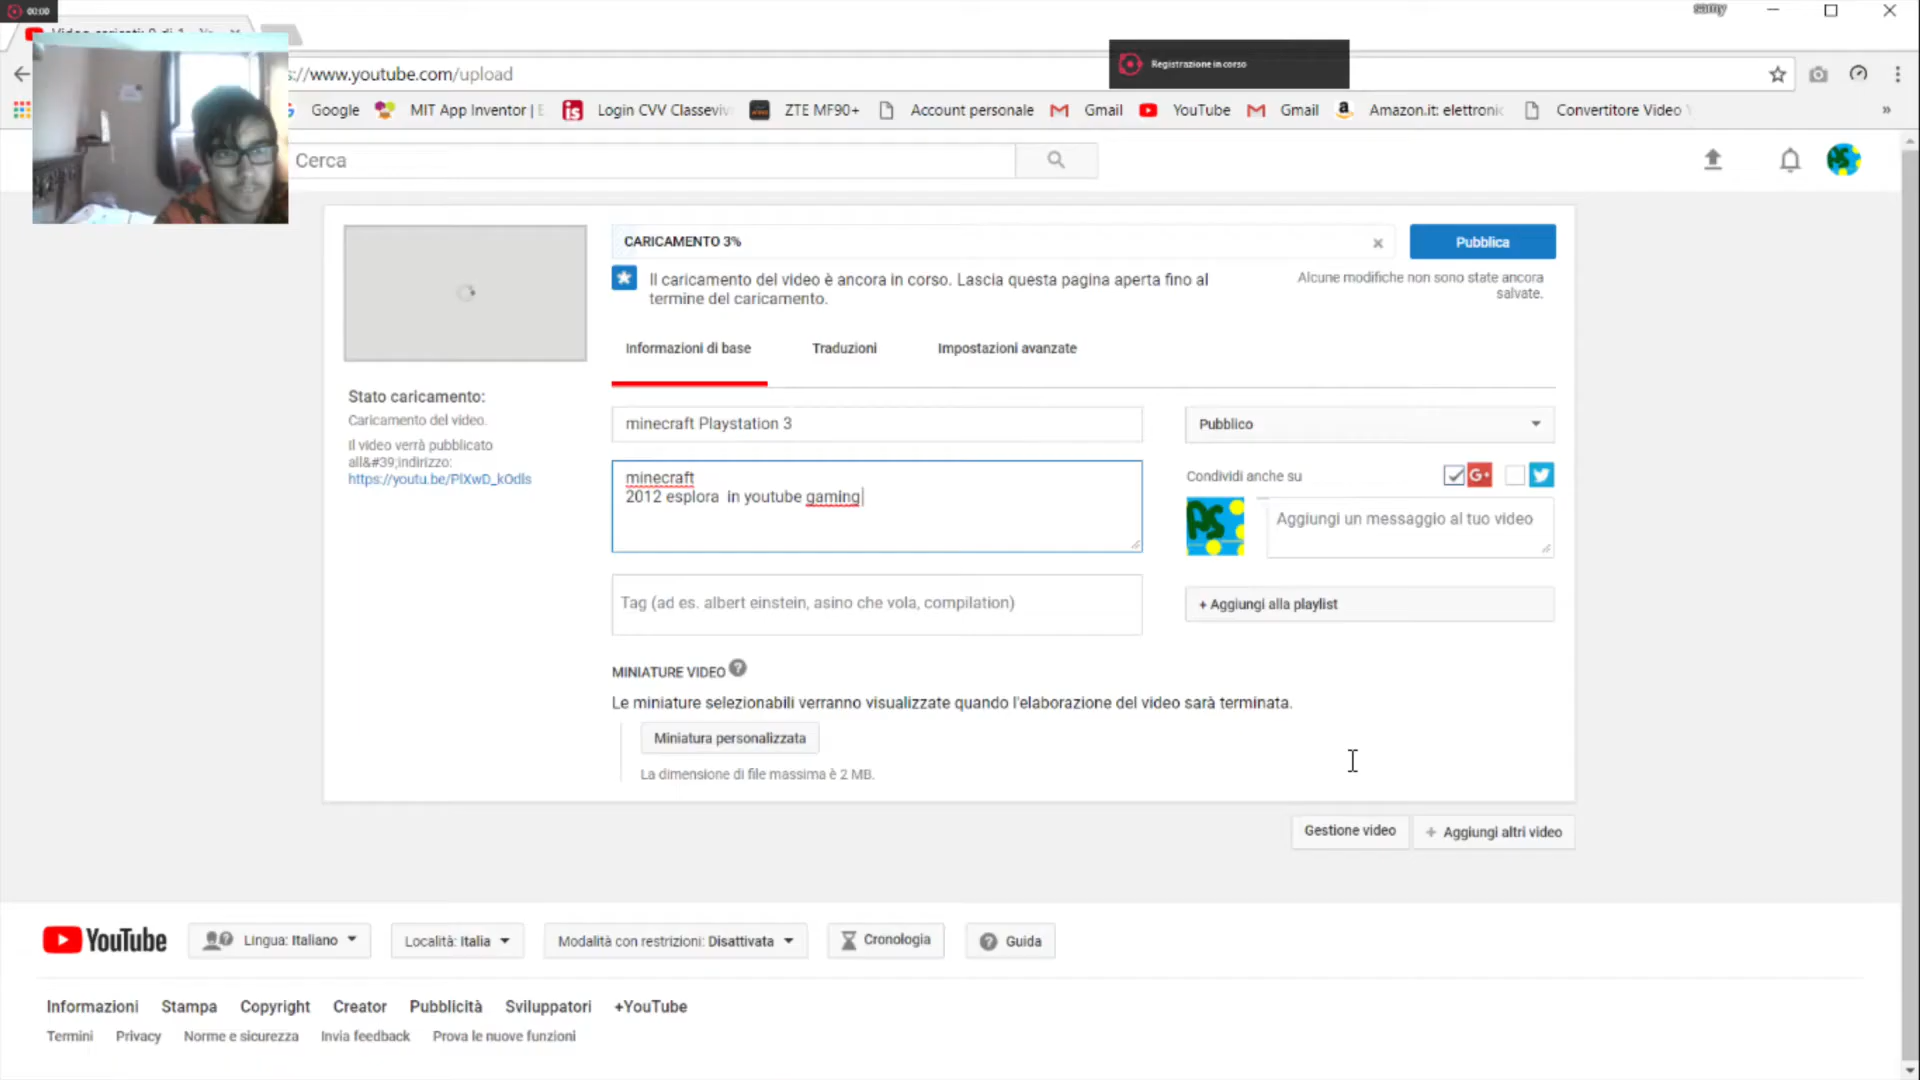 00:00
samy
://www.youtube.com/upload
Registrazione in corso
Google
MIT App Inventor | E
Login CVV Classeviv
ZTE MF90+
Account personale
Gmail
YouTube
Gmail
Amazon.it: elettronic
Convertitore Video
»
Cerca
CARICAMENTO 3%
Pubblica
Il caricamento del video è ancora in corso. Lascia questa pagina aperta fino al
termine del caricamento.
Alcune modifiche non sono state ancora
salvate.
Informazioni di base
Traduzioni
Impostazioni avanzate
Stato caricamento:
Caricamento del video.
Il video verrà pubblicato
all&#39;indirizzo:
https://youtu.be/PlXwD_kOdls
minecraft Playstation 3
Pubblico
minecraft
2012 esplora  in youtube gaming
Condividi anche su
G+
Aggiungi un messaggio al tuo video
Tag (ad es. albert einstein, asino che vola, compilation)
+ Aggiungi alla playlist
MINIATURE VIDEO ?
Le miniature selezionabili verranno visualizzate quando l'elaborazione del video sarà terminata.
Miniatura personalizzata
La dimensione di file massima è 2 MB.
Gestione video
+ Aggiungi altri video
YouTube
Lingua: Italiano
Località: Italia
Modalità con restrizioni: Disattivata
Cronologia
Guida
Informazioni
Stampa
Copyright
Creator
Pubblicità
Sviluppatori
+YouTube
Termini
Privacy
Norme e sicurezza
Invia feedback
Prova le nuove funzioni